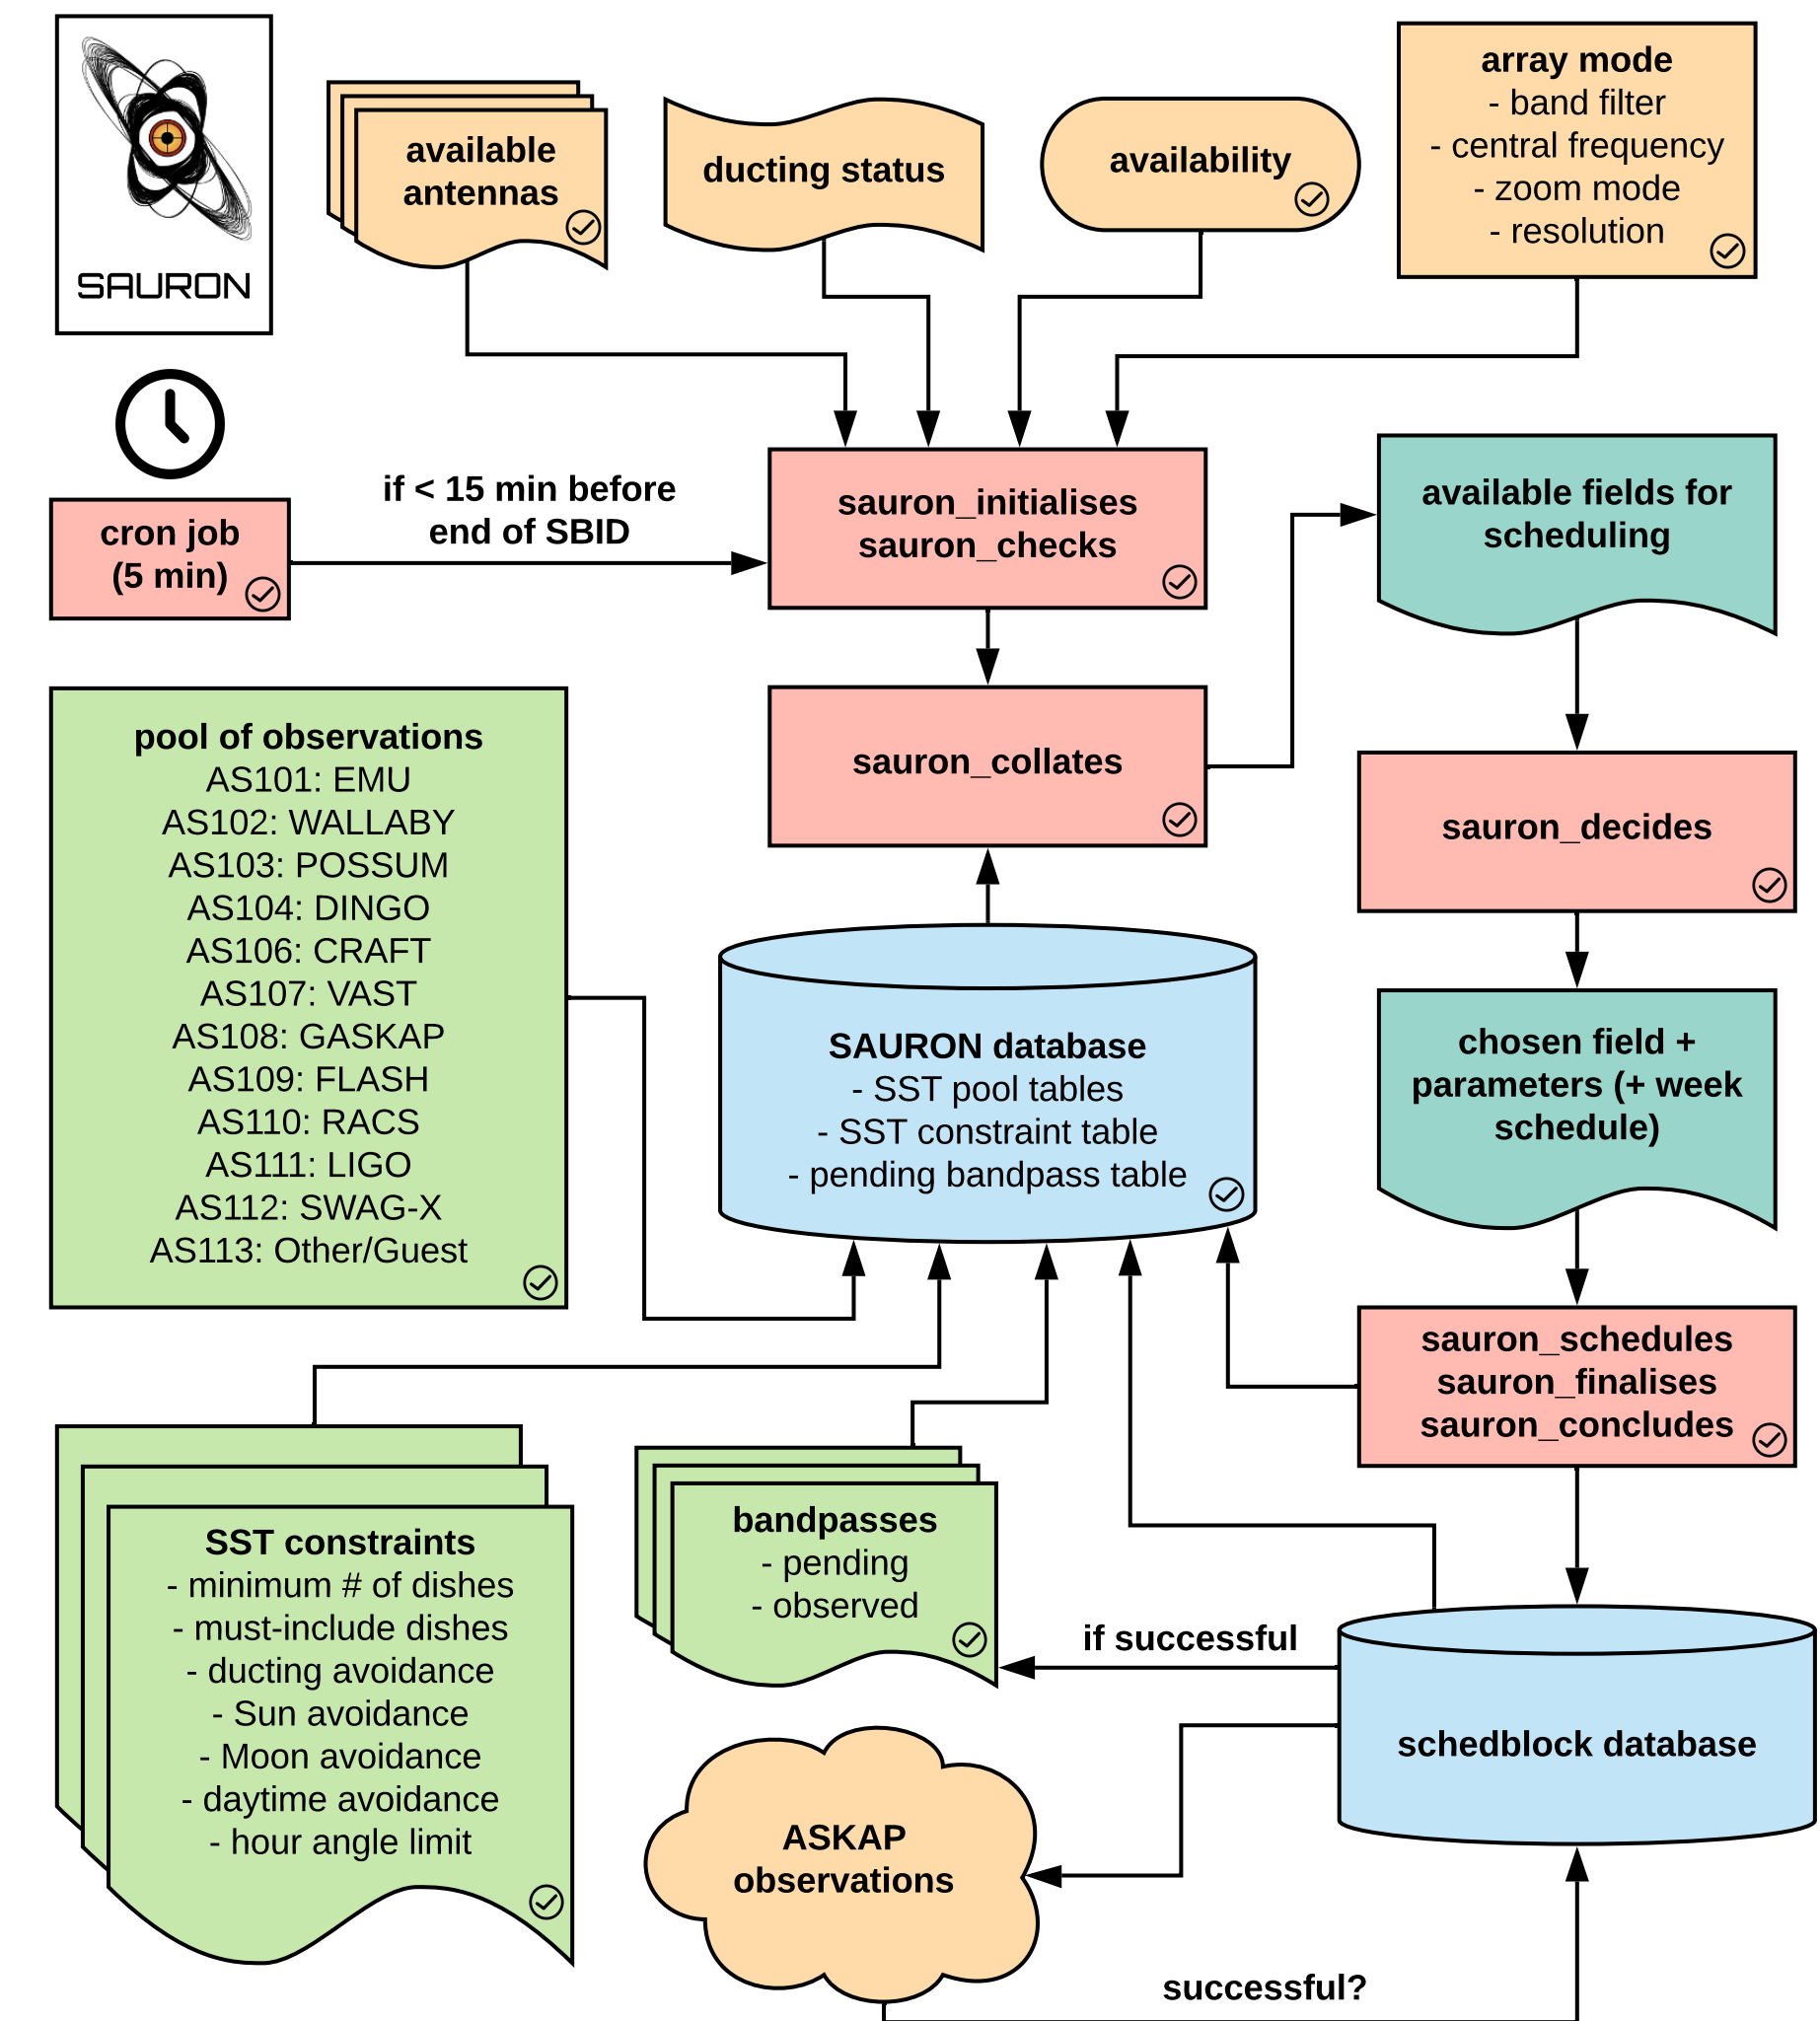 SAURON
available
antennas
ducting status
availability
array mode
- band filter
- central frequency
- zoom mode
- resolution
cron job
(5 min)
if < 15 min before
end of SBID
sauron_initialises
sauron_checks
available fields for
scheduling
sauron_collates
sauron_decides
pool of observations
AS101: EMU
AS102: WALLABY
AS103: POSSUM
AS104: DINGO
AS106: CRAFT
AS107: VAST
AS108: GASKAP
AS109: FLASH
AS110: RACS
AS111: LIGO
AS112: SWAG-X
AS113: Other/Guest
SAURON database
- SST pool tables
- SST constraint table
- pending bandpass table
chosen field +
parameters (+ week
schedule)
sauron_schedules
sauron_finalises
sauron_concludes
SST constraints
- minimum # of dishes
- must-include dishes
- ducting avoidance
- Sun avoidance
- Moon avoidance
- daytime avoidance
- hour angle limit
bandpasses
- pending
- observed
if successful
schedblock database
ASKAP
observations
successful?